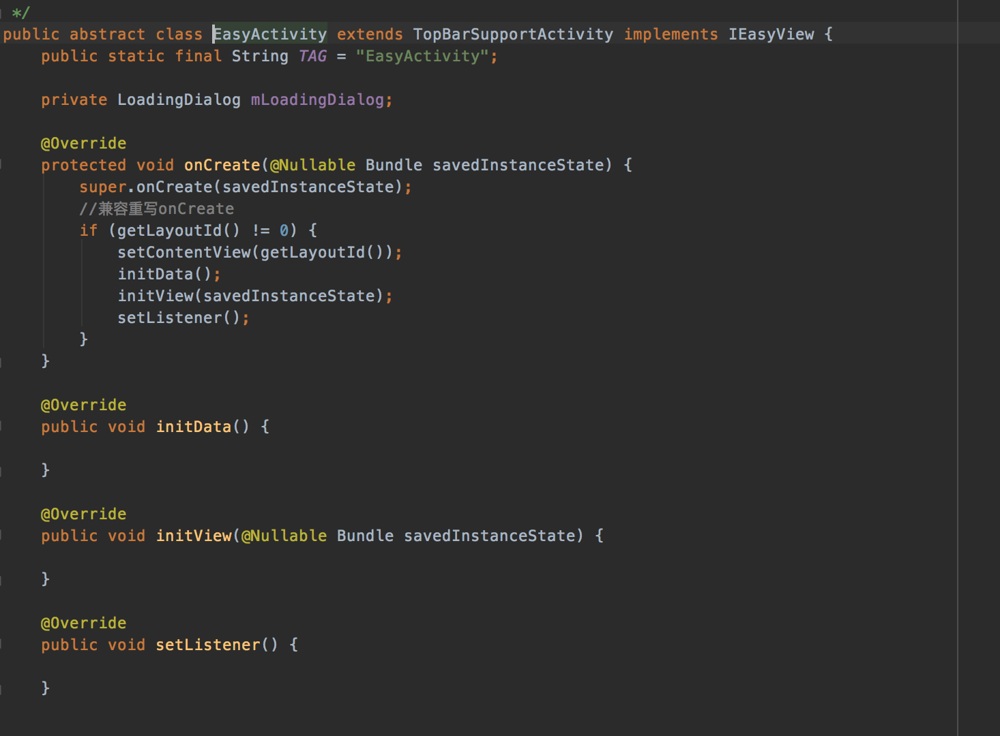 */
public abstract class EasyActivity extends TopBarSupportActivity implements IEasyView {
    public static final String TAG = "EasyActivity";

    private LoadingDialog mLoadingDialog;

    @Override
    protected void onCreate(@Nullable Bundle savedInstanceState) {
        super.onCreate(savedInstanceState);
        //兼容重写onCreate
        if (getLayoutId() != 0) {
            setContentView(getLayoutId());
            initData();
            initView(savedInstanceState);
            setListener();
        }
    }

    @Override
    public void initData() {

    }

    @Override
    public void initView(@Nullable Bundle savedInstanceState) {

    }

    @Override
    public void setListener() {

    }